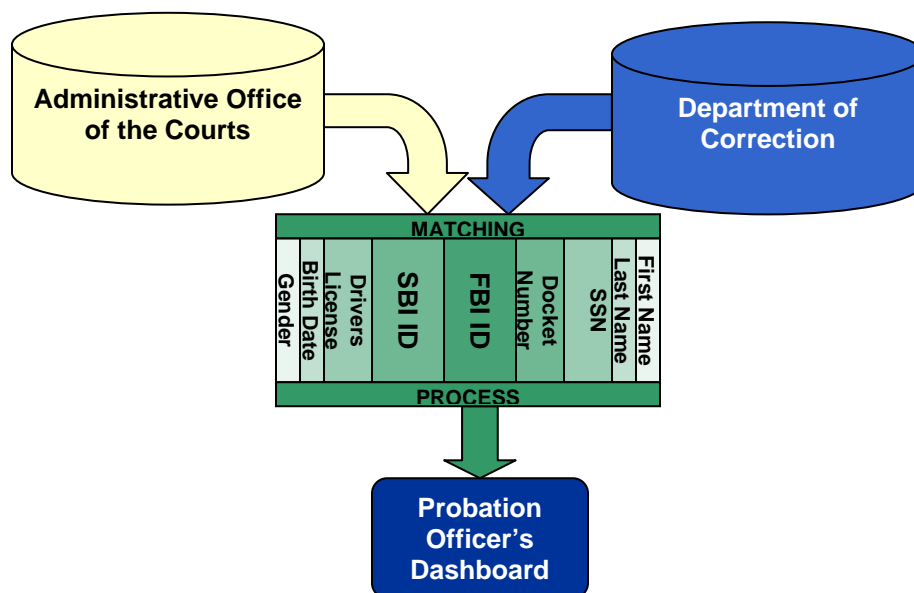 Administrative Office
of the Courts
Department of
Correction
MATCHING
Gender
Birth Date
Drivers
License
SBI ID
FBI ID
Docket
Number
SSN
Last Name
First Name
PROCESS
Probation
Officer’s
Dashboard